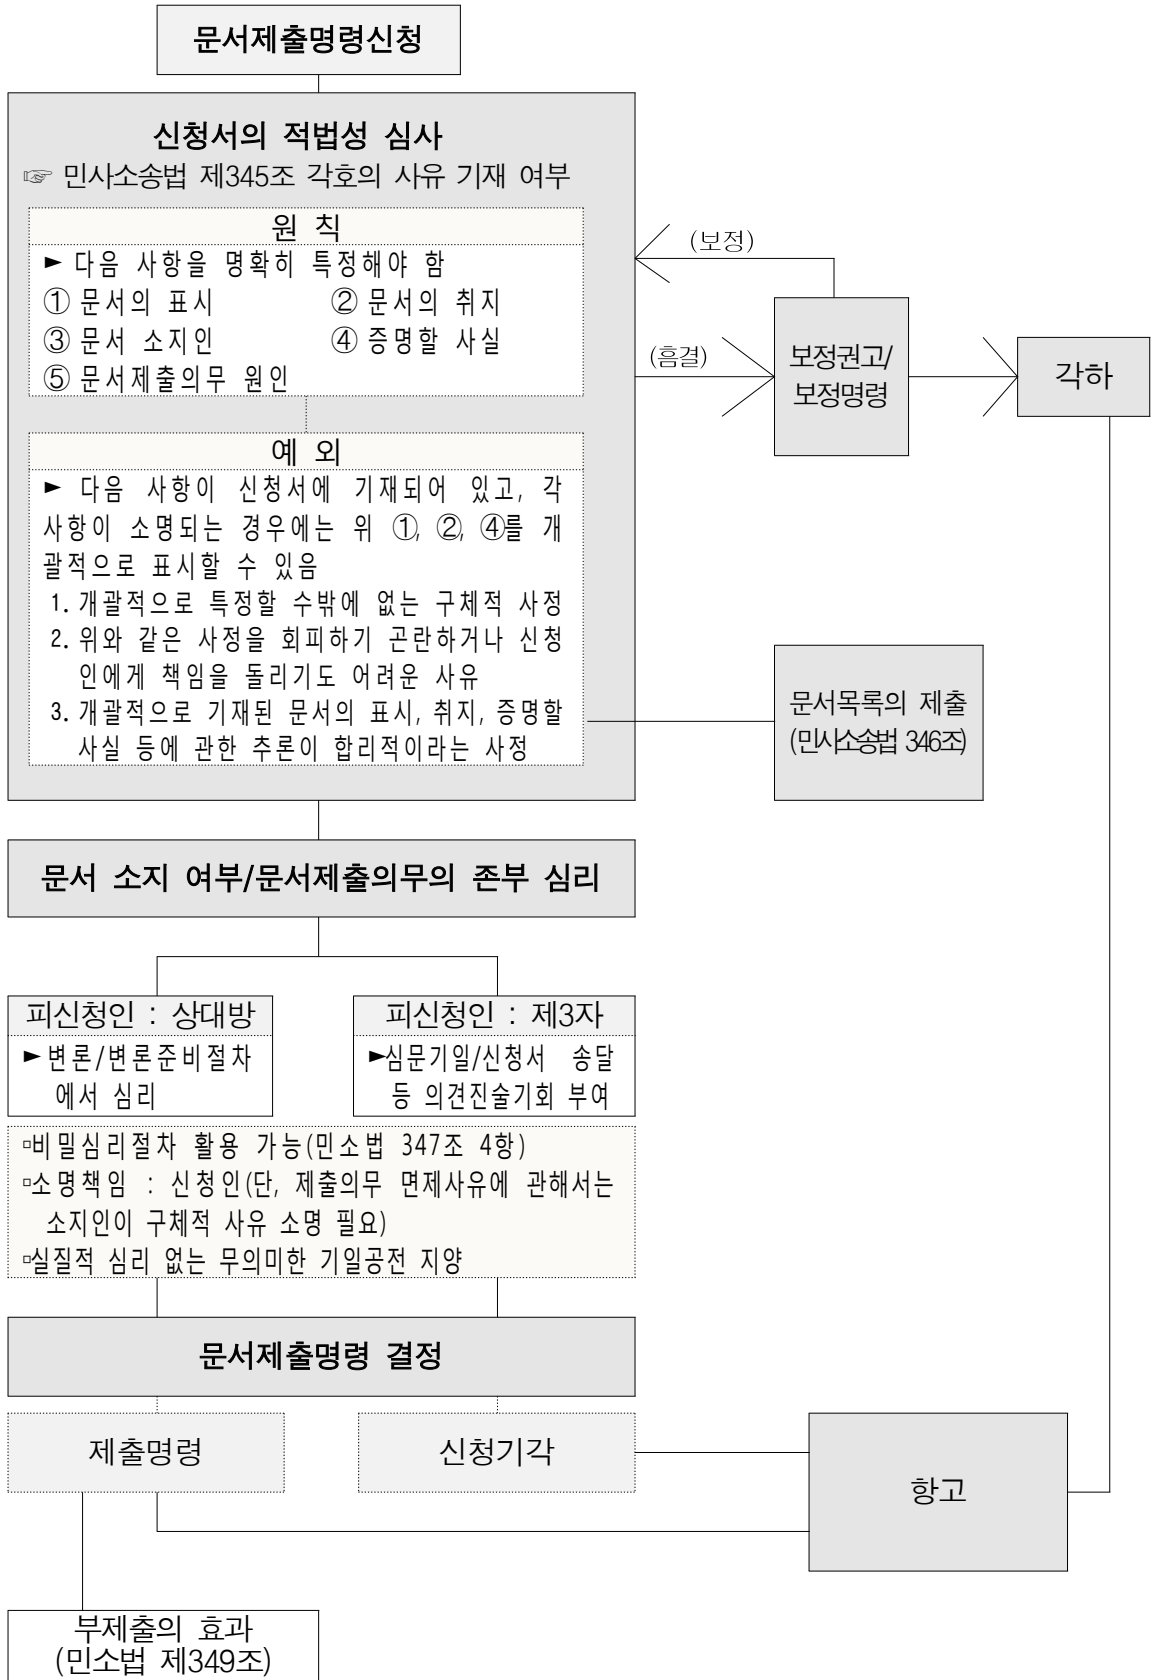 문서제출명령신청
신청서의 적법성 심사
☞ 민사소송법 제345조 각호의 사유 기재 여부
원 칙
► 다음 사항을 명확히 특정해야 함
① 문서의 표시 ② 문서의 취지
③ 문서 소지인 ④ 증명할 사실
⑤ 문서제출의무 원인
(보정)
(흠결)
보정권고/
보정명령
각하
예 외
► 다음 사항이 신청서에 기재되어 있고, 각
사항이 소명되는 경우에는 위 ①, ②, ④를 개
괄적으로 표시할 수 있음
1. 개괄적으로 특정할 수밖에 없는 구체적 사정
2. 위와 같은 사정을 회피하기 곤란하거나 신청
인에게 책임을 돌리기도 어려운 사유
3. 개괄적으로 기재된 문서의 표시, 취지, 증명할
사실 등에 관한 추론이 합리적이라는 사정
문서목록의 제출
(민사소송법 346조)
문서 소지 여부/문서제출의무의 존부 심리
피신청인 : 상대방
► 변론/변론준비절차
에서 심리
피신청인 : 제3자
►심문기일/신청서 송달
등 의견진술기회 부여
▫비밀심리절차 활용 가능(민소법 347조 4항)
▫소명책임 : 신청인(단, 제출의무 면제사유에 관해서는
소지인이 구체적 사유 소명 필요)
▫실질적 심리 없는 무의미한 기일공전 지양
문서제출명령 결정
제출명령
신청기각
항고
부제출의 효과
(민소법 제349조)